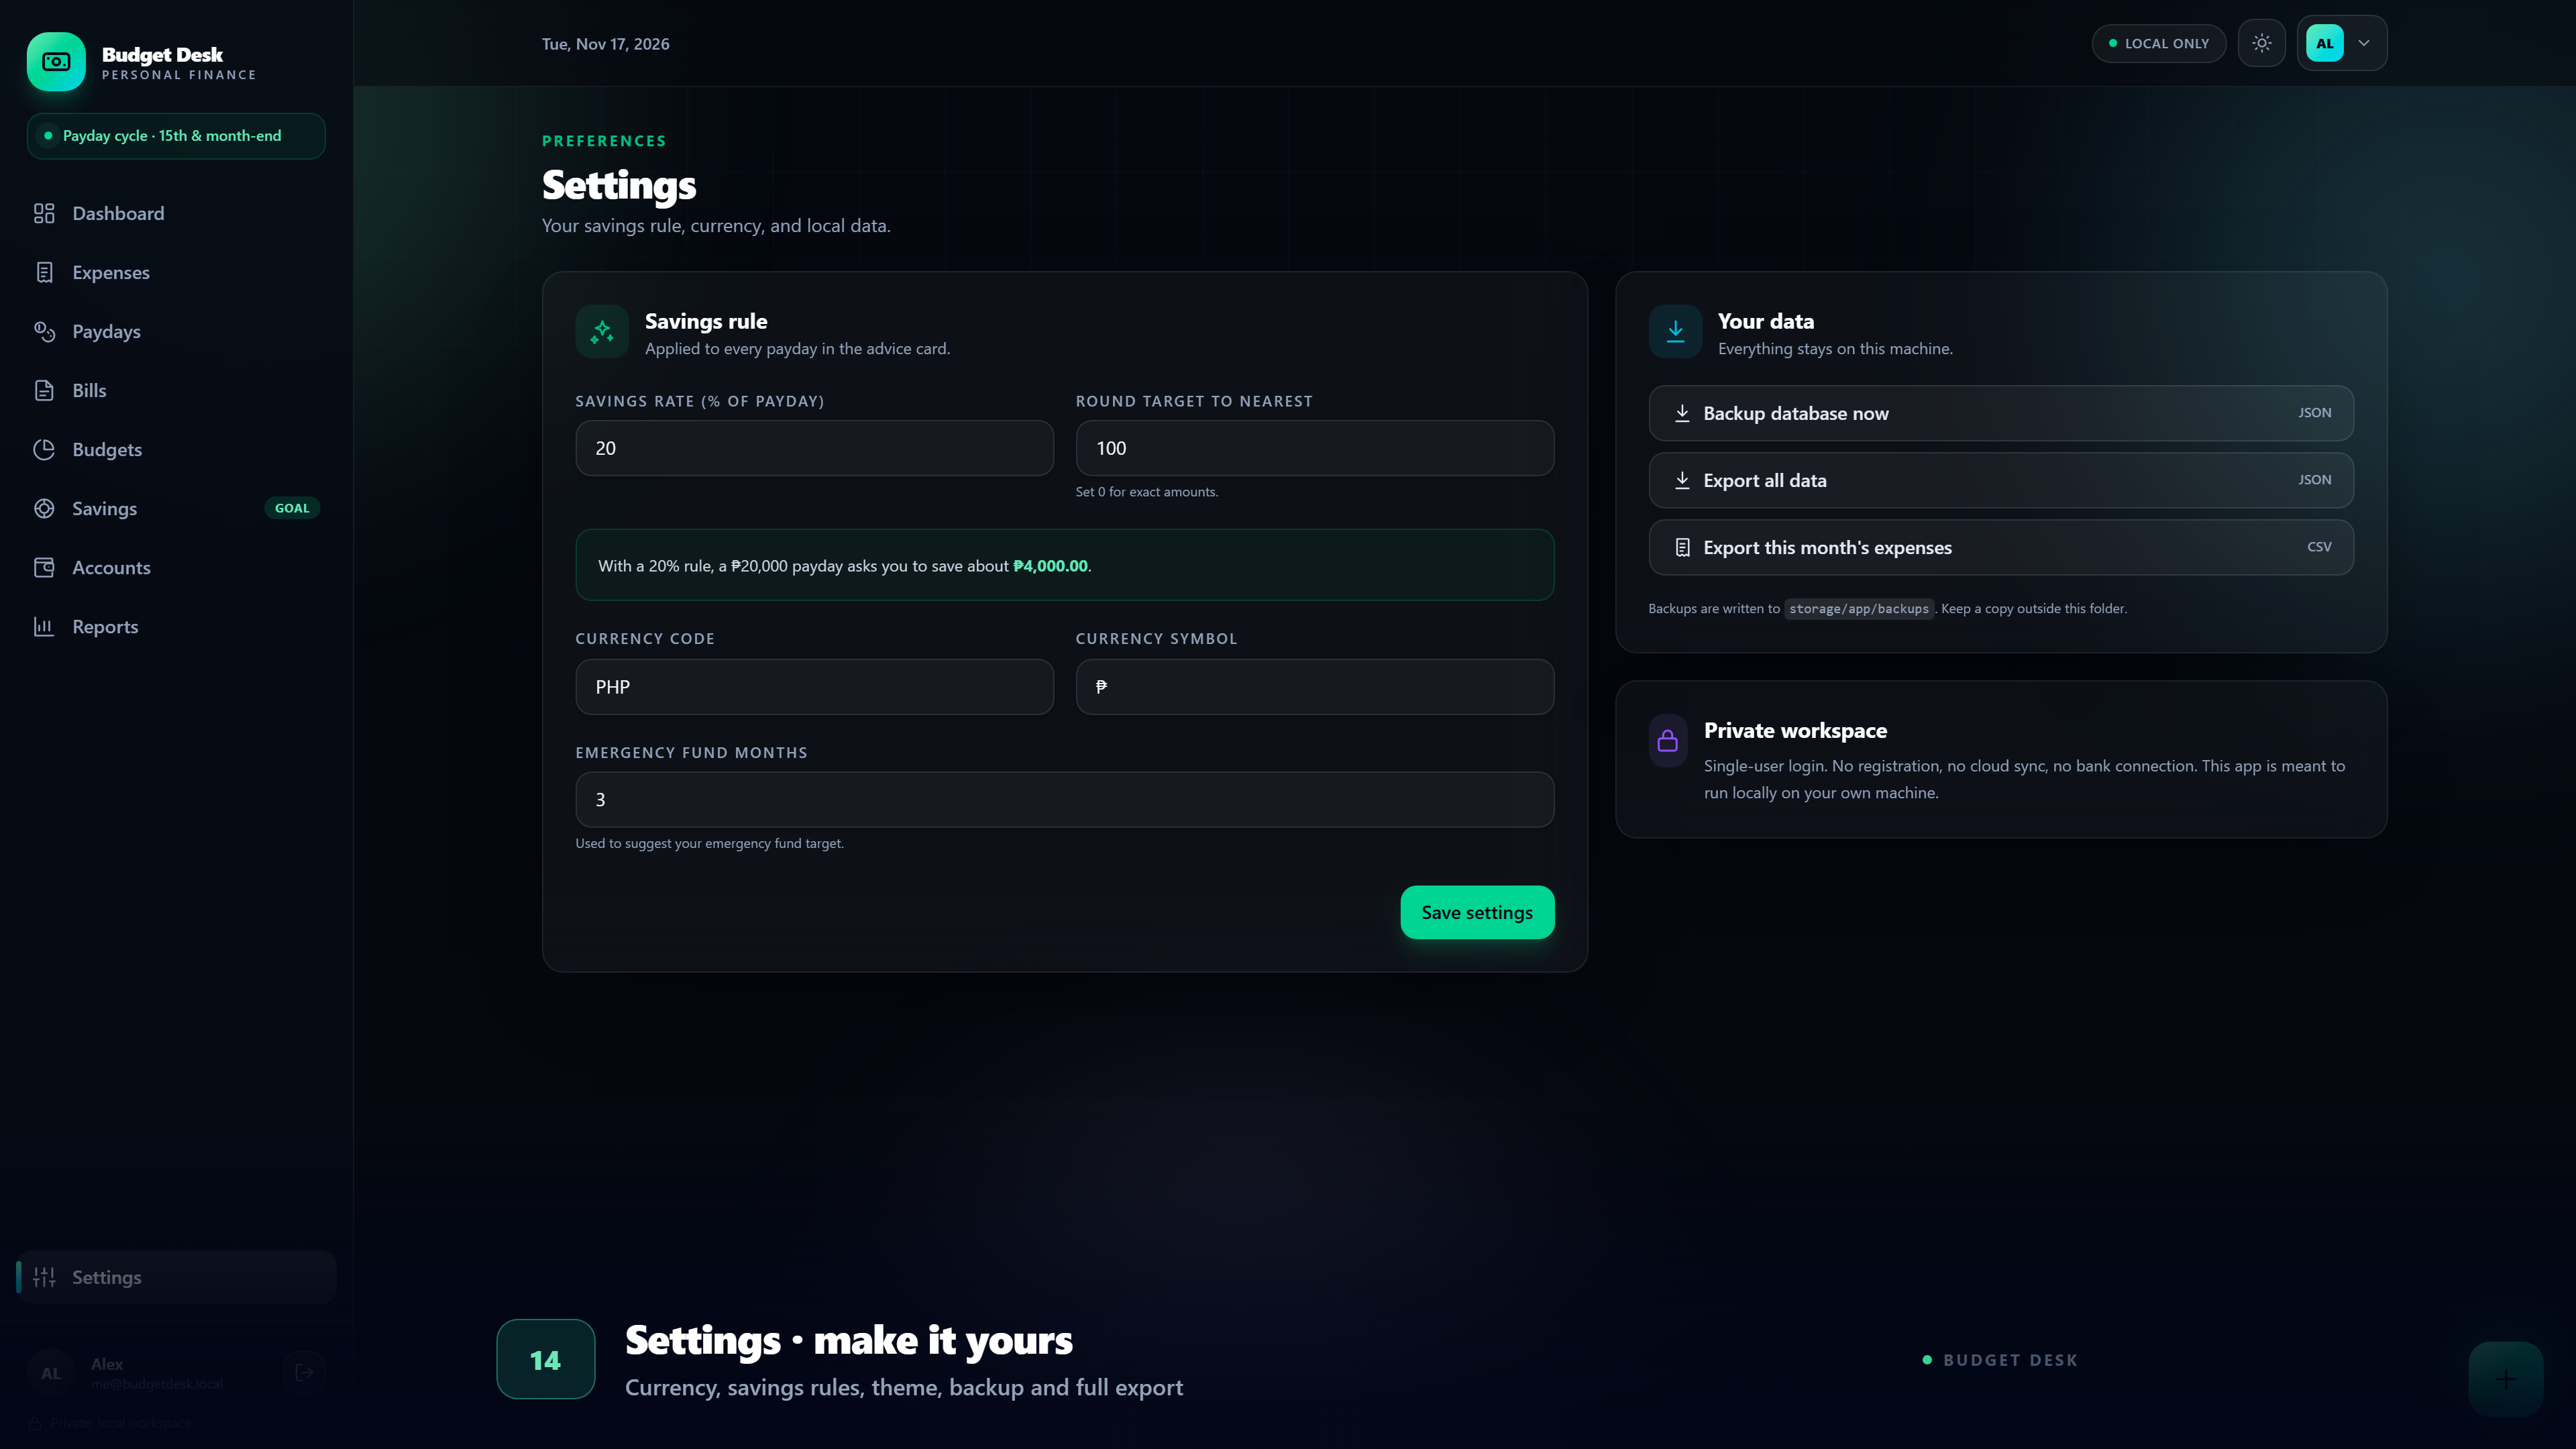 Budget Desk
PERSONAL FINANCE
Payday cycle · 15th & month-end
Dashboard
Expenses
Paydays
Bills
Budgets
Savings
GOAL
Accounts
Reports
Settings
AL
Alex
me@budgetdesk.local
Private, local workspace
Tue, Nov 17, 2026
LOCAL ONLY
AL
PREFERENCES
Settings
Your savings rule, currency, and local data.
Savings rule
Applied to every payday in the advice card.
SAVINGS RATE (% OF PAYDAY)
20
ROUND TARGET TO NEAREST
100
Set 0 for exact amounts.
With a 20% rule, a ₱20,000 payday asks you to save about ₱4,000.00.
CURRENCY CODE
PHP
CURRENCY SYMBOL
₱
EMERGENCY FUND MONTHS
3
Used to suggest your emergency fund target.
Save settings
Your data
Everything stays on this machine.
Backup database now
JSON
Export all data
JSON
Export this month's expenses
CSV
Backups are written to storage/app/backups. Keep a copy outside this folder.
Private workspace
Single-user login. No registration, no cloud sync, no bank connection. This app is meant to
run locally on your own machine.
14
Settings · make it yours
Currency, savings rules, theme, backup and full export
BUDGET DESK